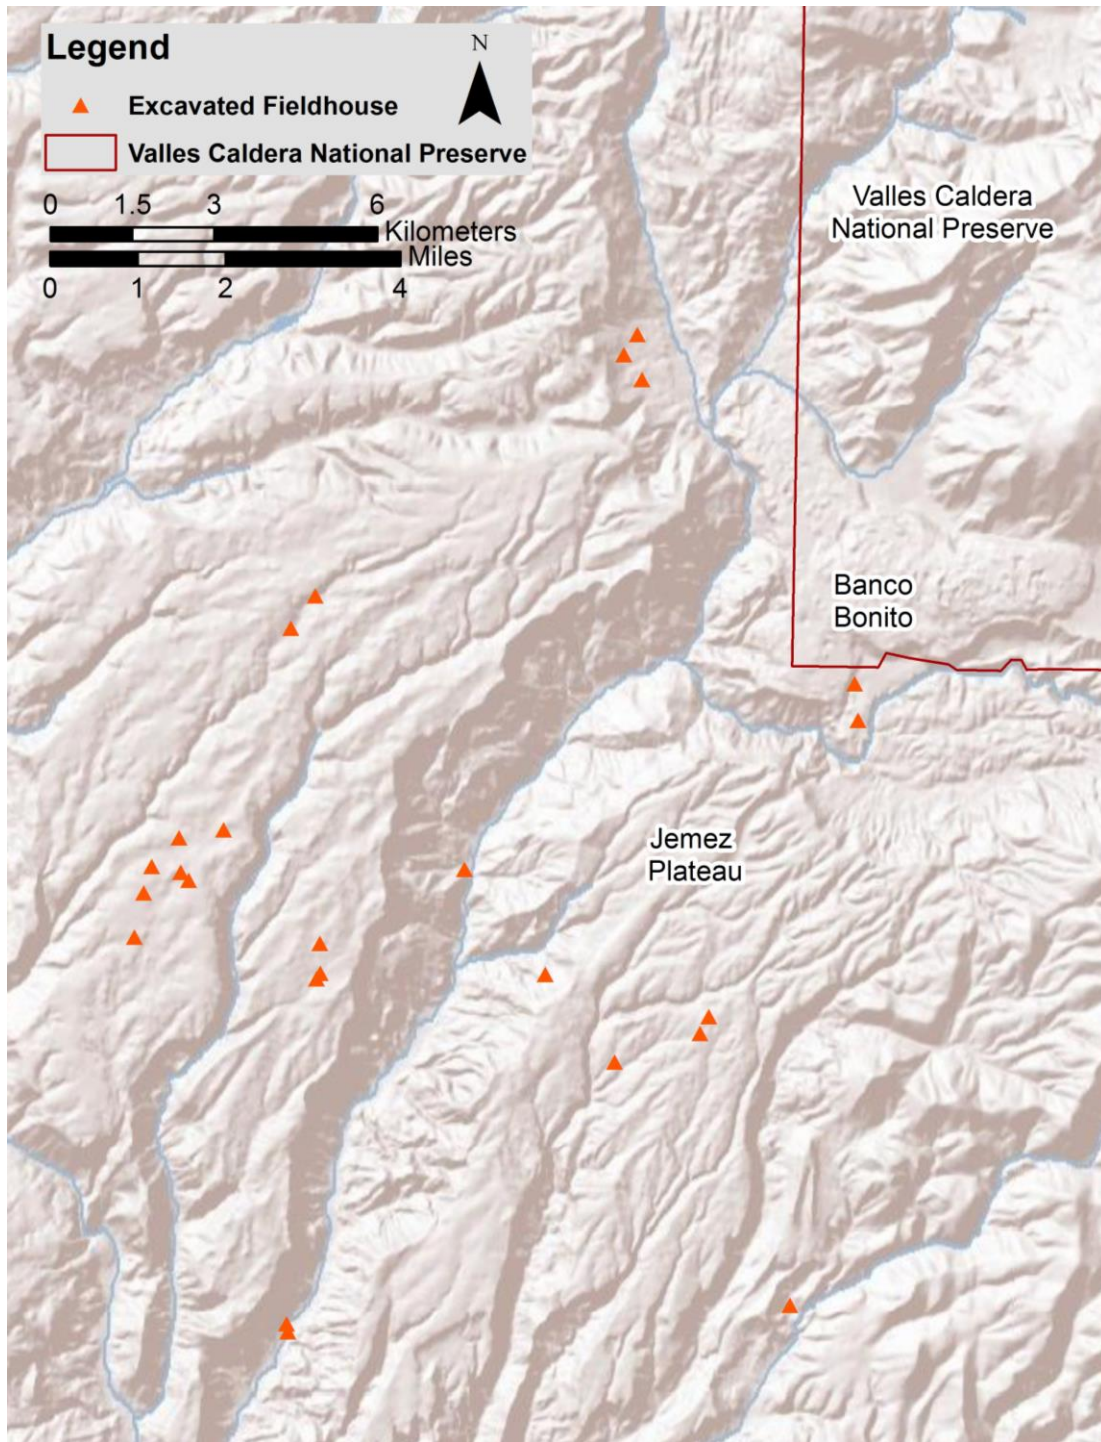 Legend
N
Excavated Fieldhouse
Valles Caldera National Preserve
0 1.5 3 6
Kilometers
Miles
0 1 2 4
Valles Caldera
National Preserve
Banco
Bonito
Jemez
Plateau